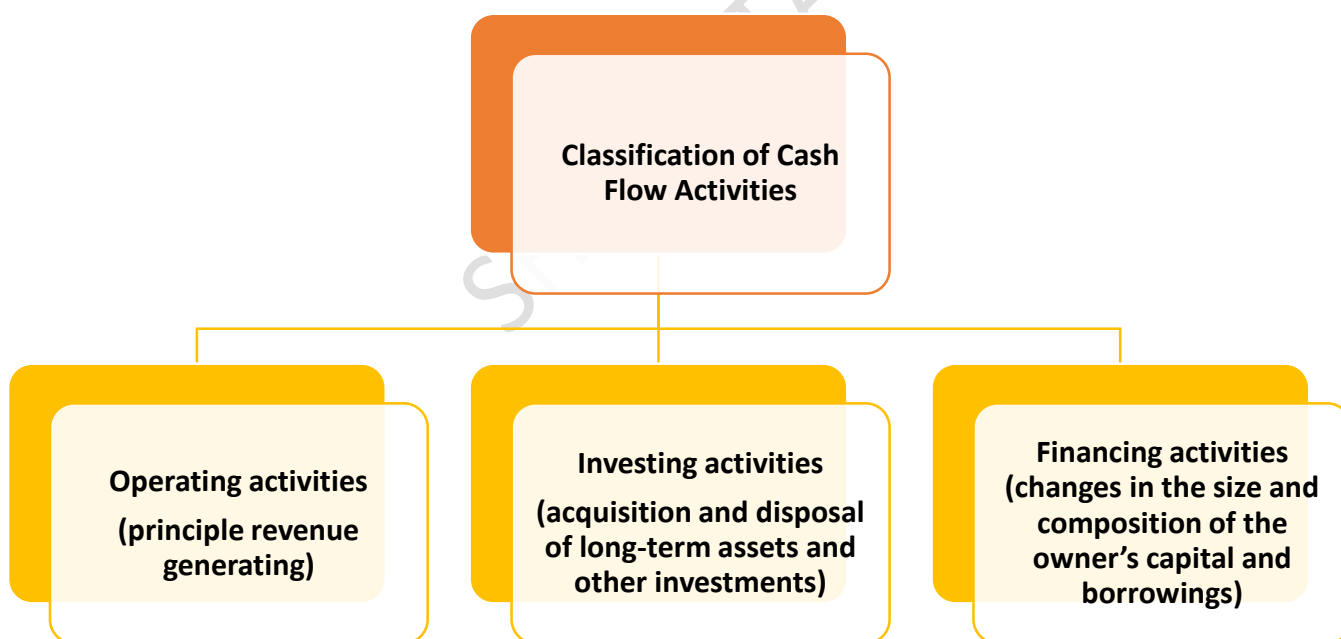 Classification of Cash
Flow Activities
Operating activities
(principle revenue
generating)
Investing activities
(acquisition and disposal
of long-term assets and
other investments)
Financing activities
(changes in the size and
composition of the
owner’s capital and
borrowings)